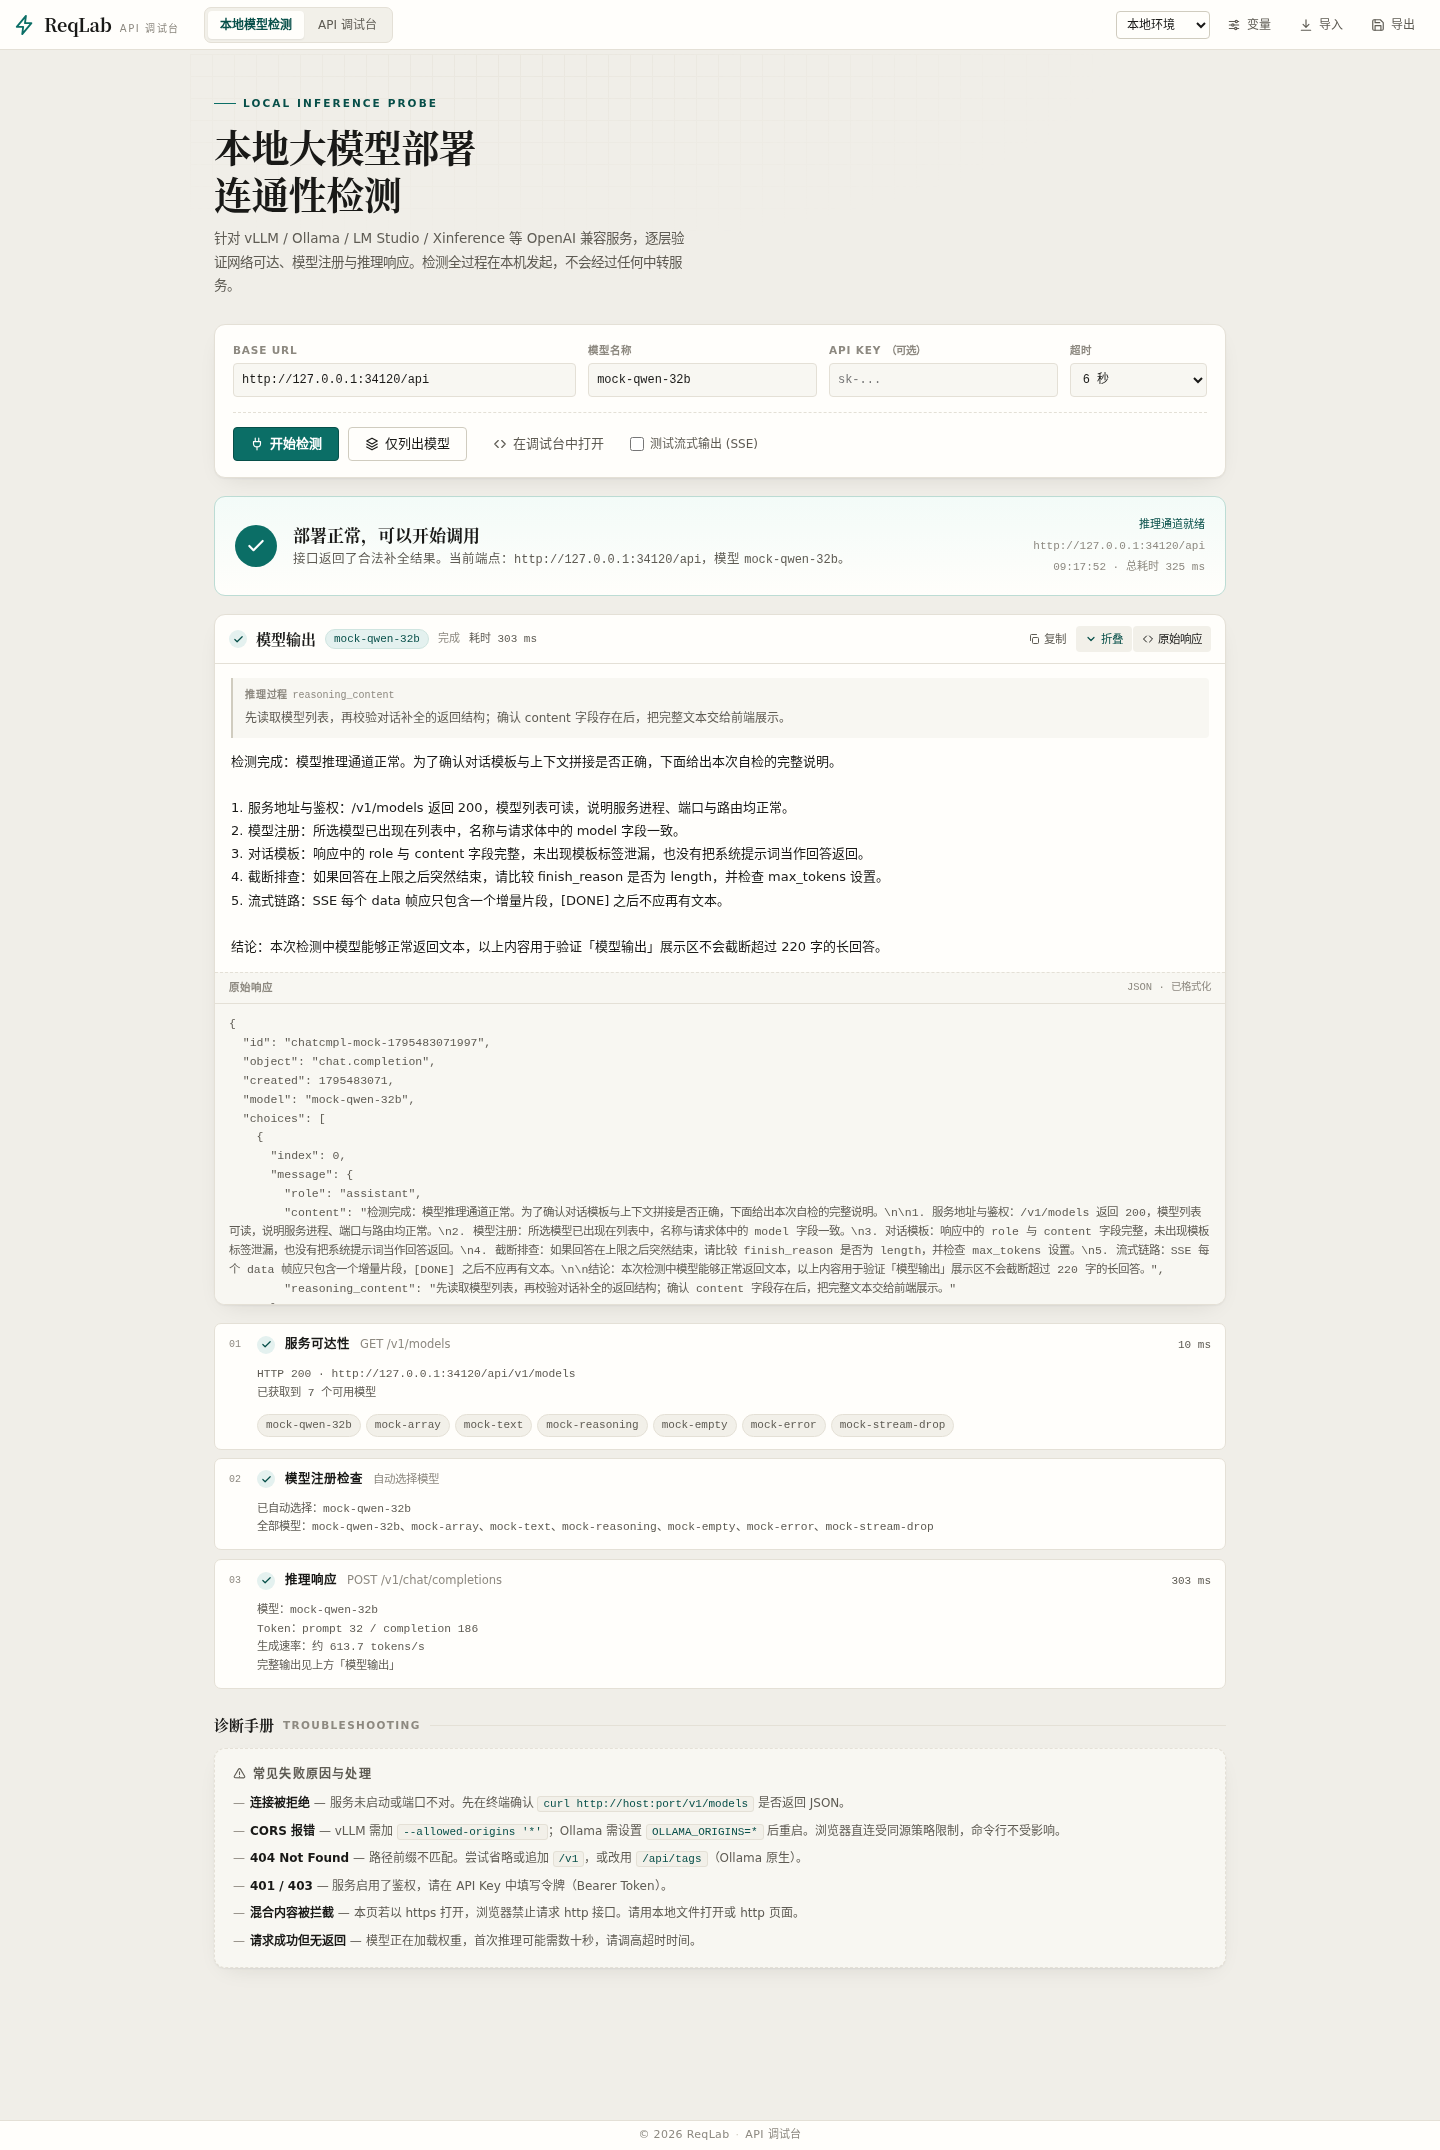 ReqLab API 调试台 本地模型检测 API 调试台 本地环境 变量 导入 导出
LOCAL INFERENCE PROBE
本地大模型部署
连通性检测
针对 vLLM / Ollama / LM Studio / Xinference 等 OpenAI 兼容服务，逐层验
证网络可达、模型注册与推理响应。检测全过程在本机发起，不会经过任何中转服
务。
BASE URL 模型名称 API KEY （可选） 超时
http://127.0.0.1:34120/api mock-qwen-32b sk-... 6 秒
开始检测 仅列出模型 在调试台中打开 测试流式输出 (SSE)
部署正常，可以开始调用
接口返回了合法补全结果。当前端点：http://127.0.0.1:34120/api，模型 mock-qwen-32b。
推理通道就绪
http://127.0.0.1:34120/api
09:17:52 · 总耗时 325 ms
模型输出 mock-qwen-32b 完成 耗时 303 ms 复制 折叠 原始响应
推理过程 reasoning_content
先读取模型列表，再校验对话补全的返回结构；确认 content 字段存在后，把完整文本交给前端展示。
检测完成：模型推理通道正常。为了确认对话模板与上下文拼接是否正确，下面给出本次自检的完整说明。
1. 服务地址与鉴权：/v1/models 返回 200，模型列表可读，说明服务进程、端口与路由均正常。
2. 模型注册：所选模型已出现在列表中，名称与请求体中的 model 字段一致。
3. 对话模板：响应中的 role 与 content 字段完整，未出现模板标签泄漏，也没有把系统提示词当作回答返回。
4. 截断排查：如果回答在上限之后突然结束，请比较 finish_reason 是否为 length，并检查 max_tokens 设置。
5. 流式链路：SSE 每个 data 帧应只包含一个增量片段，[DONE] 之后不应再有文本。
结论：本次检测中模型能够正常返回文本，以上内容用于验证「模型输出」展示区不会截断超过 220 字的长回答。
原始响应 JSON · 已格式化
{
"id": "chatcmpl-mock-1795483071997",
"object": "chat.completion",
"created": 1795483071,
"model": "mock-qwen-32b",
"choices": [
{
"index": 0,
"message": {
"role": "assistant",
"content": "检测完成：模型推理通道正常。为了确认对话模板与上下文拼接是否正确，下面给出本次自检的完整说明。\n\n1. 服务地址与鉴权：/v1/models 返回 200，模型列表
可读，说明服务进程、端口与路由均正常。\n2. 模型注册：所选模型已出现在列表中，名称与请求体中的 model 字段一致。\n3. 对话模板：响应中的 role 与 content 字段完整，未出现模板
标签泄漏，也没有把系统提示词当作回答返回。\n4. 截断排查：如果回答在上限之后突然结束，请比较 finish_reason 是否为 length，并检查 max_tokens 设置。\n5. 流式链路：SSE 每
个 data 帧应只包含一个增量片段，[DONE] 之后不应再有文本。\n\n结论：本次检测中模型能够正常返回文本，以上内容用于验证「模型输出」展示区不会截断超过 220 字的长回答。",
"reasoning_content": "先读取模型列表，再校验对话补全的返回结构；确认 content 字段存在后，把完整文本交给前端展示。"
01 服务可达性 GET /v1/models 10 ms
HTTP 200 · http://127.0.0.1:34120/api/v1/models
已获取到 7 个可用模型
mock-qwen-32b mock-array mock-text mock-reasoning mock-empty mock-error mock-stream-drop
02 模型注册检查 自动选择模型
已自动选择：mock-qwen-32b
全部模型：mock-qwen-32b、mock-array、mock-text、mock-reasoning、mock-empty、mock-error、mock-stream-drop
03 推理响应 POST /v1/chat/completions 303 ms
模型：mock-qwen-32b
Token：prompt 32 / completion 186
生成速率：约 613.7 tokens/s
完整输出见上方「模型输出」
诊断手册 TROUBLESHOOTING
常见失败原因与处理
— 连接被拒绝 — 服务未启动或端口不对。先在终端确认 curl http://host:port/v1/models 是否返回 JSON。
— CORS 报错 — vLLM 需加 --allowed-origins '*'；Ollama 需设置 OLLAMA_ORIGINS=* 后重启。浏览器直连受同源策略限制，命令行不受影响。
— 404 Not Found — 路径前缀不匹配。尝试省略或追加 /v1，或改用 /api/tags（Ollama 原生）。
— 401 / 403 — 服务启用了鉴权，请在 API Key 中填写令牌（Bearer Token）。
— 混合内容被拦截 — 本页若以 https 打开，浏览器禁止请求 http 接口。请用本地文件打开或 http 页面。
— 请求成功但无返回 — 模型正在加载权重，首次推理可能需数十秒，请调高超时时间。
© 2026 ReqLab · API 调试台